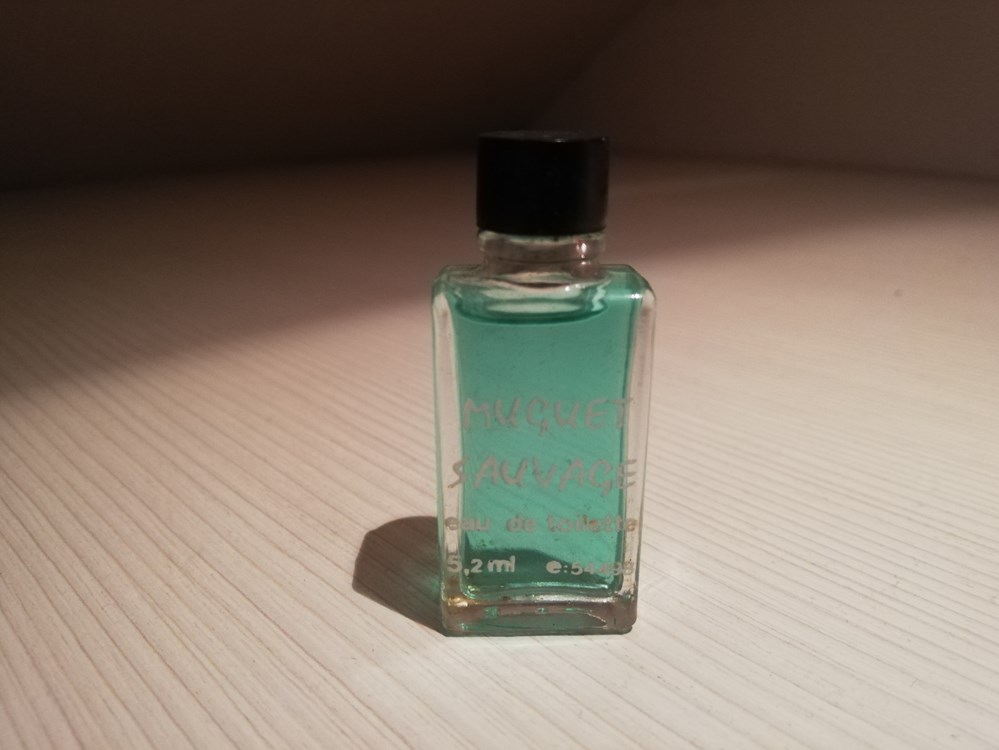 MUGUET
SAUVAGE
eau de toilette
5,2 ml